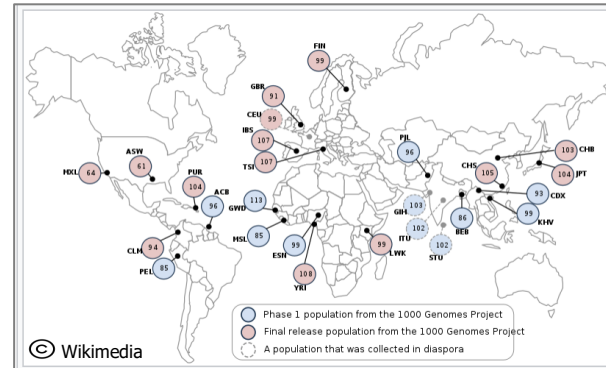 FIN
99
GBR
91
CEU
99
IBS
107
TSI
107
PJL
96
CHB
103
CHS
105
JPT
104
CDX
93
KHV
99
BEB
86
GIH
103
ITU
102
STU
102
MXL
64
ASW
61
PUR
104
ACB
96
CLM
94
PEL
85
GWD
113
MSL
85
ESN
99
YRI
108
LWK
99
Phase 1 population from the 1000 Genomes Project
Final release population from the 1000 Genomes Project
A population that was collected in diaspora
© Wikimedia